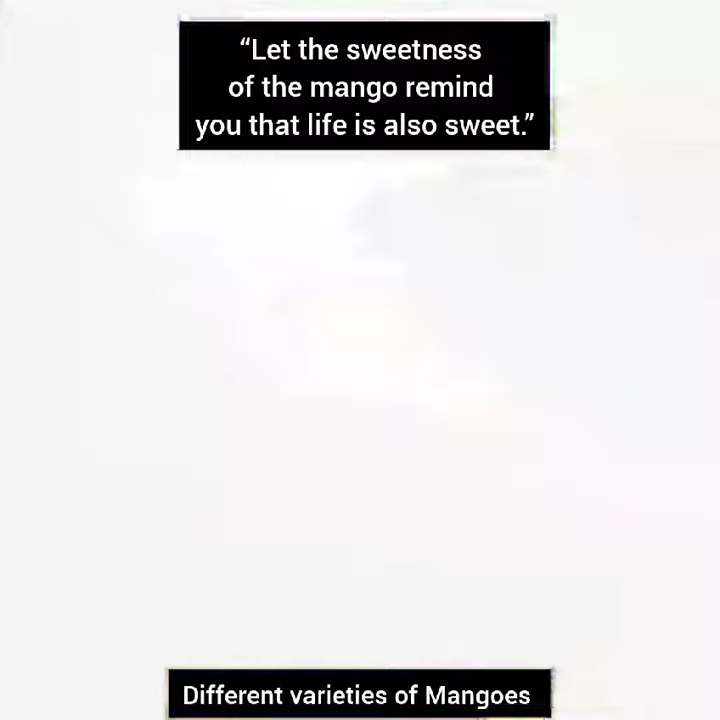 “Let the sweetness
of the mango remind
you that life is also sweet.”
Different varieties of Mangoes